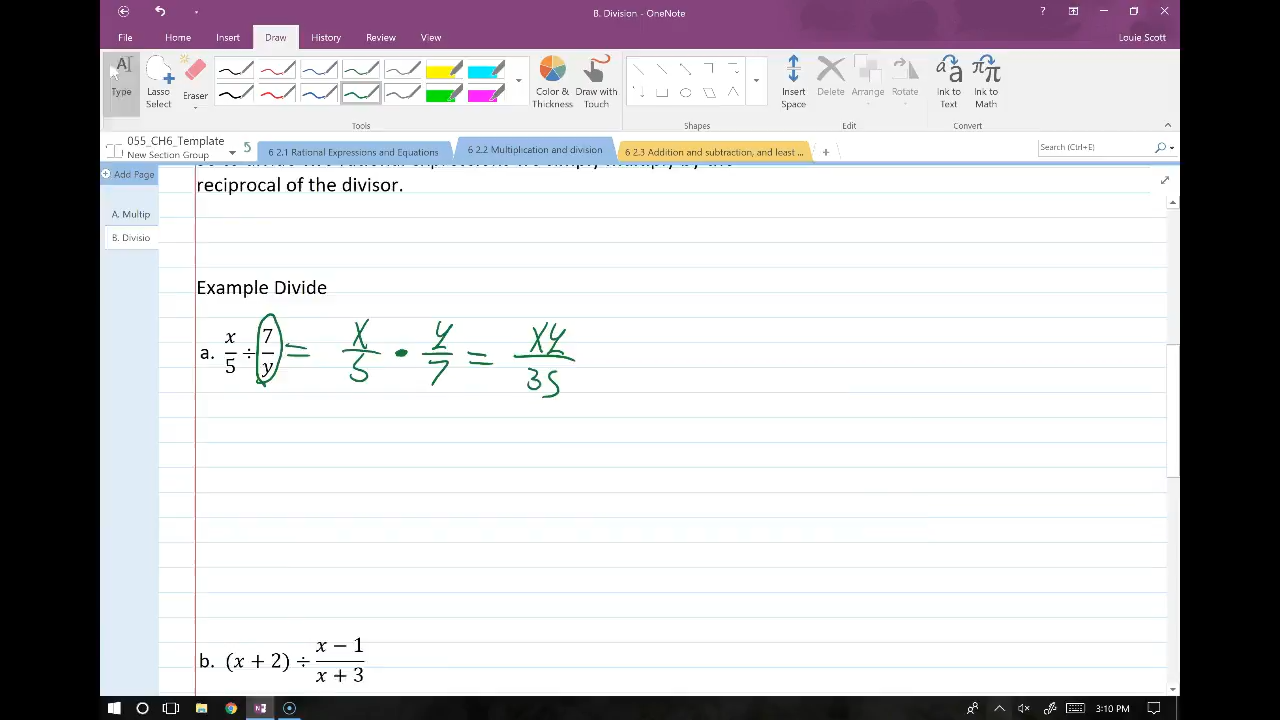 B. Division - OneNote
?
File Home Insert Draw History Review View Louie Scott
Type Lasso Select Eraser Color & Thickness Draw with Touch Insert Space Delete Arrange Rotate Ink to Text Ink to Math
Tools Shapes Edit Convert
055_CH6_Template
New Section Group
6 2.1 Rational Expressions and Equations 6 2.2 Multiplication and division 6 2.3 Addition and subtraction, and least ... + Search (Ctrl+E)
Add Page
A. Multip
B. Divisio
reciprocal of the divisor.
Example Divide
a. x/5 ÷ 7/y = x/5 • y/7 = xy/35
b. (x + 2) ÷ x − 1/x + 3
3:10 PM